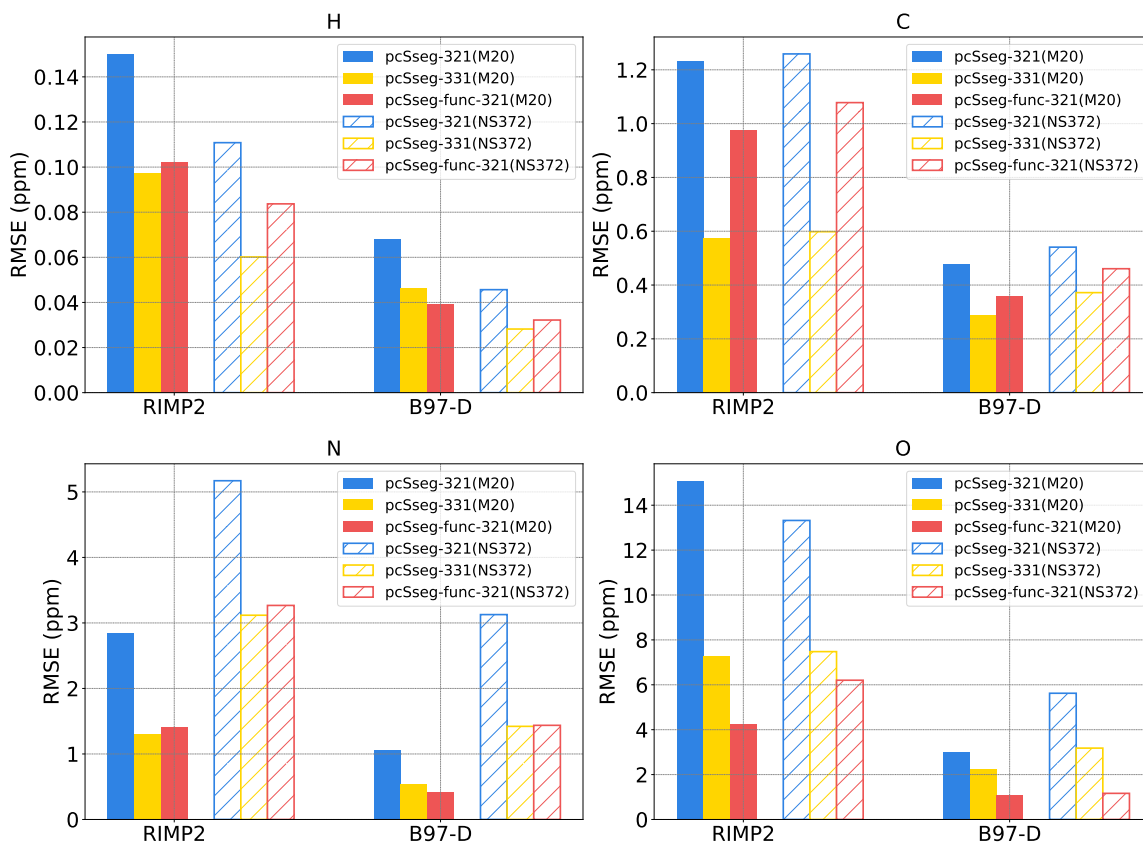 H
RMSE (ppm)
0.14
0.12
0.10
0.08
0.06
0.04
0.02
0.00
pcSseg-321(M20)
pcSseg-331(M20)
pcSseg-func-321(M20)
pcSseg-321(NS372)
pcSseg-331(NS372)
pcSseg-func-321(NS372)
RIMP2 B97-D
C
RMSE (ppm)
1.2
1.0
0.8
0.6
0.4
0.2
0.0
pcSseg-321(M20)
pcSseg-331(M20)
pcSseg-func-321(M20)
pcSseg-321(NS372)
pcSseg-331(NS372)
pcSseg-func-321(NS372)
RIMP2 B97-D
N
RMSE (ppm)
5
4
3
2
1
0
pcSseg-321(M20)
pcSseg-331(M20)
pcSseg-func-321(M20)
pcSseg-321(NS372)
pcSseg-331(NS372)
pcSseg-func-321(NS372)
RIMP2 B97-D
O
RMSE (ppm)
14
12
10
8
6
4
2
0
pcSseg-321(M20)
pcSseg-331(M20)
pcSseg-func-321(M20)
pcSseg-321(NS372)
pcSseg-331(NS372)
pcSseg-func-321(NS372)
RIMP2 B97-D